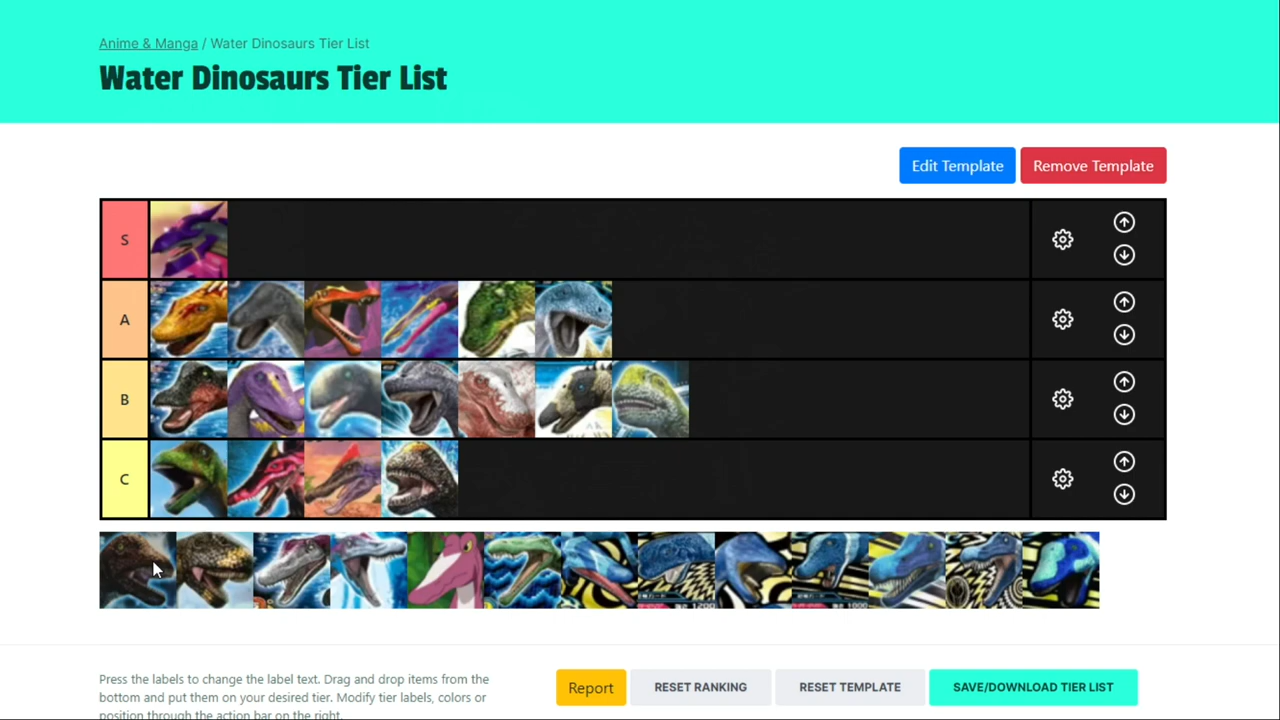 Anime & Manga / Water Dinosaurs Tier List
Water Dinosaurs Tier List
Edit Template
Remove Template
S
A
B
C
1200
1000
Press the labels to change the label text. Drag and drop items from the
bottom and put them on your desired tier. Modify tier labels, colors or
position through the action bar on the right.
Report
RESET RANKING
RESET TEMPLATE
SAVE/DOWNLOAD TIER LIST